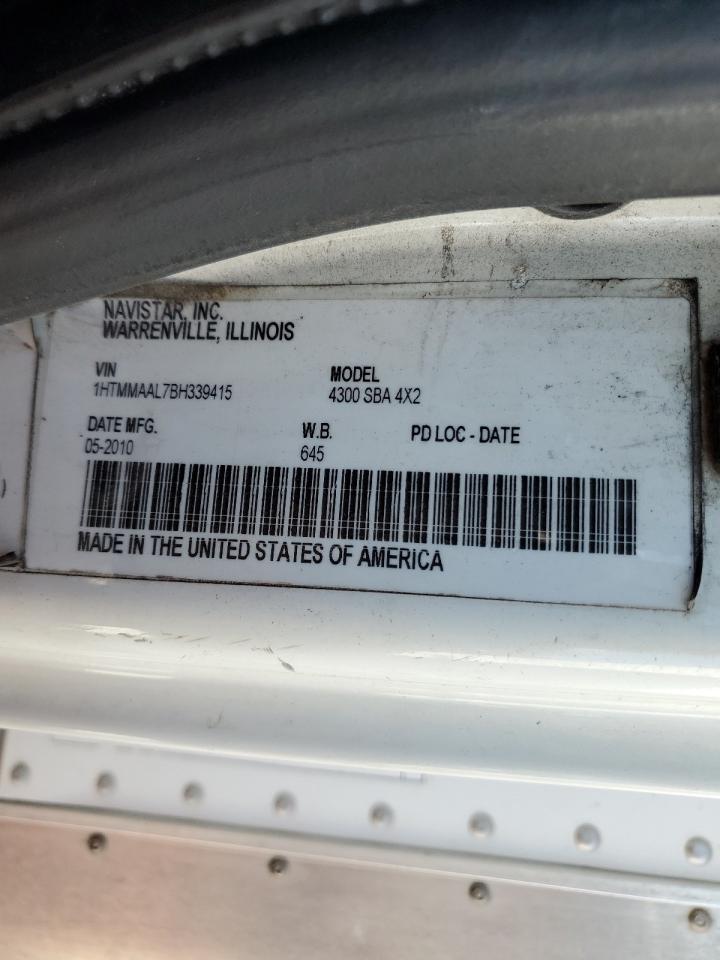 NAVISTAR, INC.
WARRENVILLE, ILLINOIS
VIN MODEL
1HTMMAAL7BH339415 4300 SBA 4X2
DATE MFG. W.B. PD LOC - DATE
05-2010 645
MADE IN THE UNITED STATES OF AMERICA